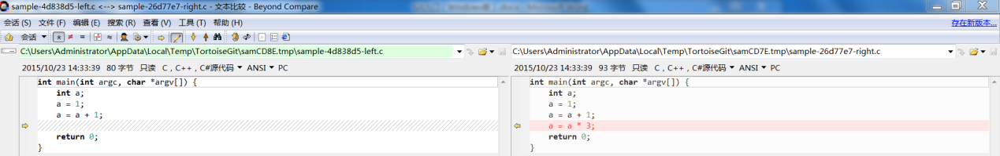 sample-4d838d5-left.c <--> sample-26d77e7-right.c - 文本比较 - Beyond Compare
会话 (S) 文件 (F) 编辑 (E) 搜索 (R) 查看 (V) 工具 (T) 帮助 (H) 存在新版本...
会话
C:\Users\Administrator\AppData\Local\Temp\TortoiseGit\samCD8E.tmp\sample-4d838d5-left.c
2015/10/23 14:33:39 80 字节 只读 C，C++，C#源代码 ANSI PC
int main(int argc, char *argv[]) {
int a;
a = 1;
a = a + 1;
return 0;
}
C:\Users\Administrator\AppData\Local\Temp\TortoiseGit\samCD7E.tmp\sample-26d77e7-right.c
2015/10/23 14:33:39 93 字节 只读 C，C++，C#源代码 ANSI PC
int main(int argc, char *argv[]) {
int a;
a = 1;
a = a + 1;
a = a * 3;
return 0;
}